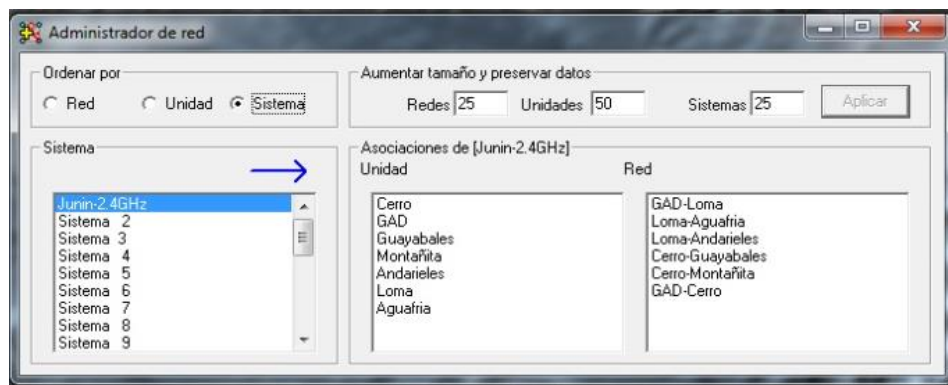 Administrador de red
Ordenar por
Red Unidad Sistema
Aumentar tamaño y preservar datos
Redes 25 Unidades 50 Sistemas 25 Aplicar
Sistema
Junin-2.4GHz
Sistema 2
Sistema 3
Sistema 4
Sistema 5
Sistema 6
Sistema 7
Sistema 8
Sistema 9
Asociaciones de [Junin-2.4GHz]
Unidad
Cerro
GAD
Guayabales
Montañita
Andarieles
Loma
Aguafria
Red
GAD-Loma
Loma-Aguafria
Loma-Andarieles
Cerro-Guayabales
Cerro-Montañita
GAD-Cerro